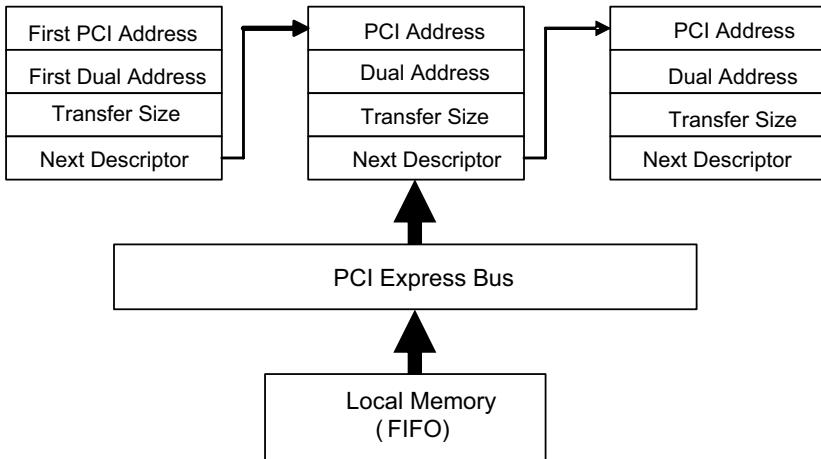 First PCI Address
First Dual Address
Transfer Size
Next Descriptor
PCI Address
Dual Address
Transfer Size
Next Descriptor
PCI Address
Dual Address
Transfer Size
Next Descriptor
PCI Express Bus
Local Memory
( FIFO)